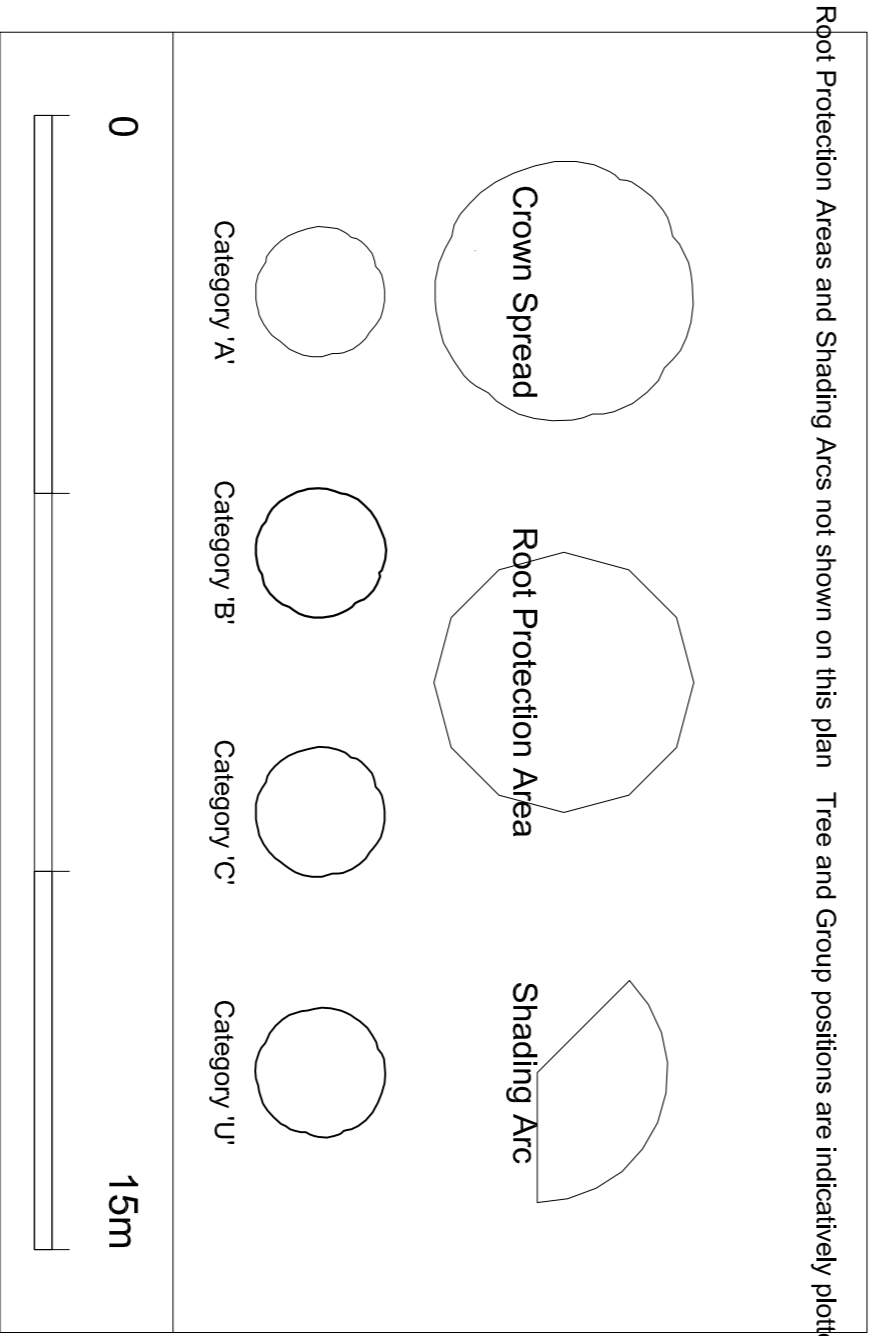 Root Protection Areas and Shading Arcs not shown on this plan Tree and Group positions are indicatively
Crown Spread
Root Protection Area
Shading Arc
Category 'A'
Category 'B'
Category 'C'
Category 'U'
0
15m